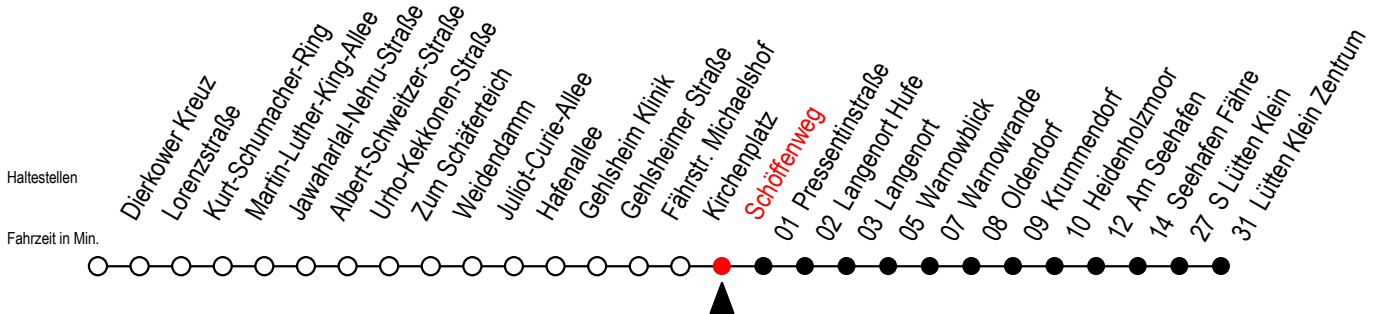 Haltestellen
Fahrzeit in Min.
Dierkower Kreuz
Lorenzstraße
Kurt-Schumacher-Ring
Martin-Luther-King-Allee
Jawaharlal-Nehru-Straße
Albert-Schweitzer-Straße
Urho-Kekkonen-Straße
Zum Schäferteich
Weidendamm
Juliot-Curie-Allee
Hafenallee
Gehlsheim Klinik
Gehlsheimer Straße
Fährstr. Michaelshof
Kirchenplatz
Schöffenweg
01 Pressentinstraße
02 Langenort Hufe
03 Langenort
05 Warnowblick
07 Warnowrande
08 Oldendorf
09 Krummendorf
10 Heidenholzmoor
12 Am Seehafen
14 Seehafen Fähre
27 S Lütten Klein
31 Lütten Klein Zentrum